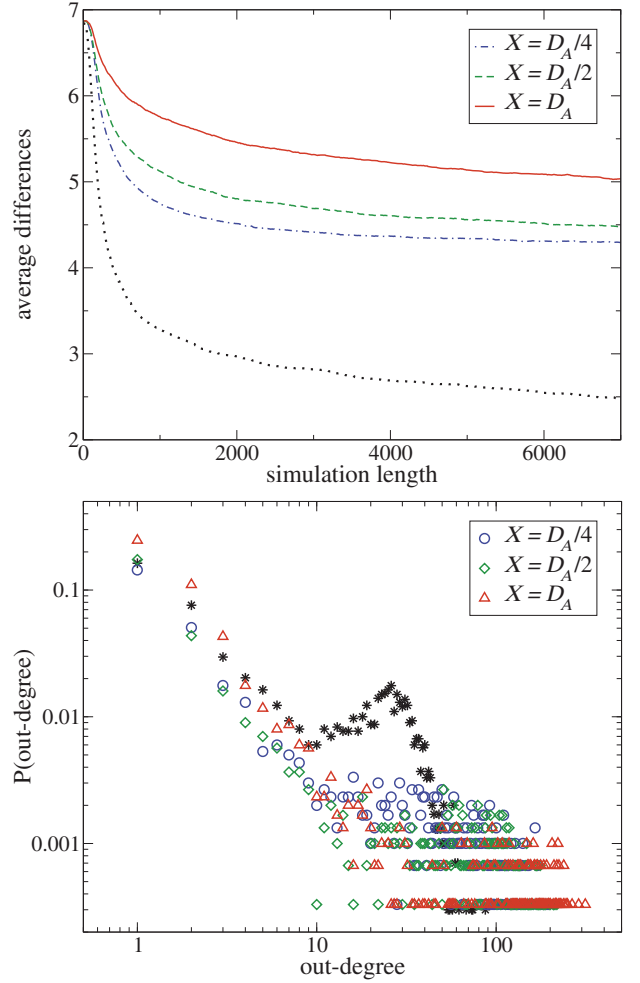 7
6
5
4
3
2
average differences
0
2000
4000
6000
simulation length
X = D_A/4
X = D_A/2
X = D_A
0.1
0.01
0.001
P(out-degree)
1
10
100
out-degree
X = D_A/4
X = D_A/2
X = D_A